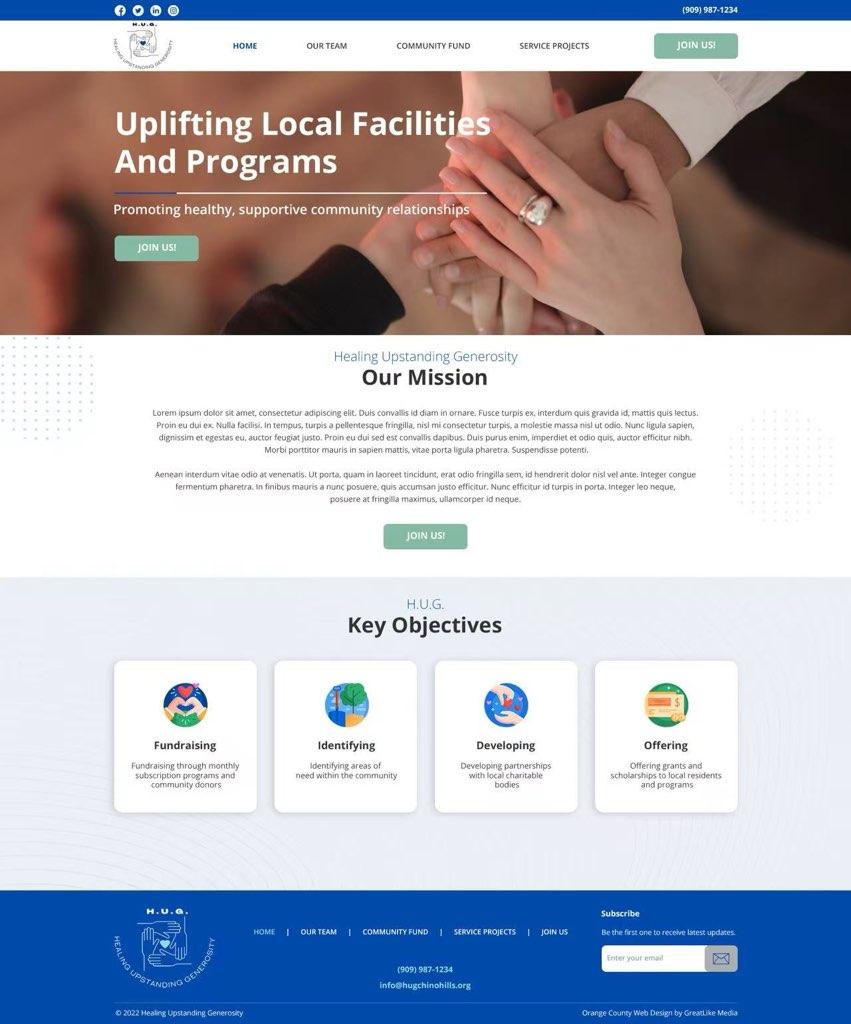 (909) 987-1234
H.U.G.
HEALING UPSTANDING GENEROSITY
HOME
OUR TEAM
COMMUNITY FUND
SERVICE PROJECTS
JOIN US!
Uplifting Local Facilities
And Programs
Promoting healthy, supportive community relationships
JOIN US!
Healing Upstanding Generosity
Our Mission
Lorem ipsum dolor sit amet, consectetur adipiscing elit. Duis convallis id diam in ornare. Fusce turpis ex, interdum quis gravida id, mattis quis lectus.
Proin eu dui ex. Nulla facilisi. In tempus, turpis a pellentesque fringilla, nisl mi consectetur turpis, a molestie massa nisl ut odio. Nunc ligula sapien,
dignissim et egestas eu, auctor feugiat justo. Proin eu dui sed est convallis dapibus. Duis purus enim, imperdiet et odio quis, auctor efficitur nibh.
Morbi porttitor mauris in sapien mattis, vitae porta ligula pharetra. Suspendisse potenti.
Aenean interdum vitae odio at venenatis. Ut porta, quam in laoreet tincidunt, erat odio fringilla sem, id hendrerit dolor nisl vel ante. Integer congue
fermentum pharetra. In finibus mauris a nunc posuere, quis accumsan justo efficitur. Nunc efficitur id turpis in porta. Integer leo neque,
posuere at fringilla maximus, ullamcorper id neque.
JOIN US!
H.U.G.
Key Objectives
Fundraising
Fundraising through monthly
subscription programs and
community donors
Identifying
Identifying areas of
need within the community
Developing
Developing partnerships
with local charitable
bodies
Offering
Offering grants and
scholarships to local residents
and programs
H.U.G.
HEALING UPSTANDING GENEROSITY
HOME | OUR TEAM | COMMUNITY FUND | SERVICE PROJECTS | JOIN US
(909) 987-1234
info@hugchinohills.org
Subscribe
Be the first one to receive latest updates.
Enter your email
© 2022 Healing Upstanding Generosity
Orange County Web Design by GreatLike Media